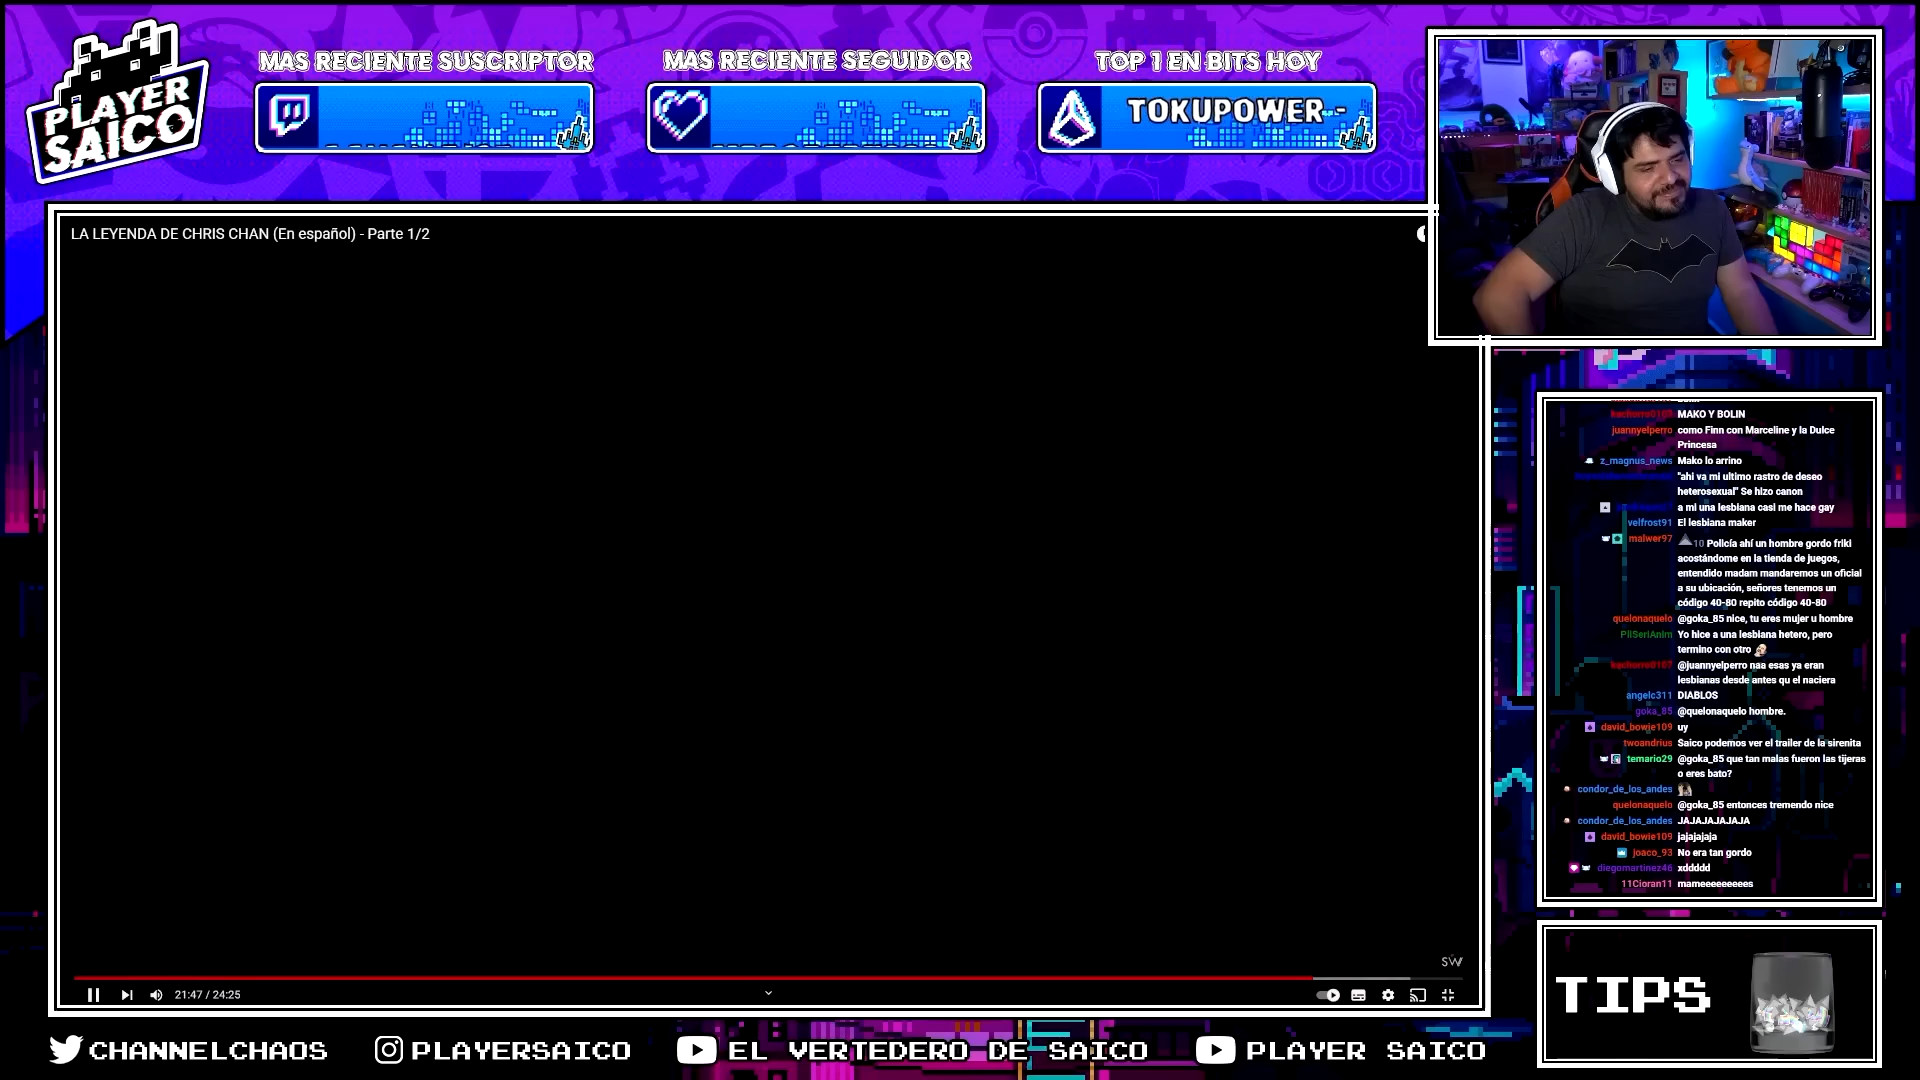 PLAYER
SAICO
MAS RECIENTE SUSCRIPTOR
MAS RECIENTE SEGUIDOR
TOP 1 EN BITS HOY
TOKUPOWER -
LA LEYENDA DE CHRIS CHAN (En español) - Parte 1/2
MAKO Y BOLIN
juannyelperro como Finn con Marceline y la Dulce
Princesa
z_magnus_news Mako lo arrino
"ahi va mi ultimo rastro de deseo
heterosexual" Se hizo canon
a mi una lesbiana casi me hace gay
velfrost91 El lesbiana maker
malwer97 10 Policía ahí un hombre gordo friki
acostándome en la tienda de juegos,
entendido madam mandaremos un oficial
a su ubicación, señores tenemos un
código 40-80 repito código 40-80
quelonaquelo @goka_85 nice, tu eres mujer u hombre
PliSeriAnim Yo hice a una lesbiana hetero, pero
termino con otro
@juannyelperro naa esas ya eran
lesbianas desde antes qu el naciera
angelc311 DIABLOS
goka_85 @quelonaquelo hombre.
david_bowie109 uy
twoandrius Saico podemos ver el trailer de la sirenita
temario29 @goka_85 que tan malas fueron las tijeras
o eres bato?
condor_de_los_andes
quelonaquelo @goka_85 entonces tremendo nice
condor_de_los_andes JAJAJAJAJAJA
david_bowie109 jajajajaja
joaco_93 No era tan gordo
diegomartinez46 xddddd
11Cioran11 mameeeeeeeees
SW
21:47 / 24:25
TIPS
CHANNELCHAOS
PLAYERSAICO
EL VERTEDERO DE SAICO
PLAYER SAICO